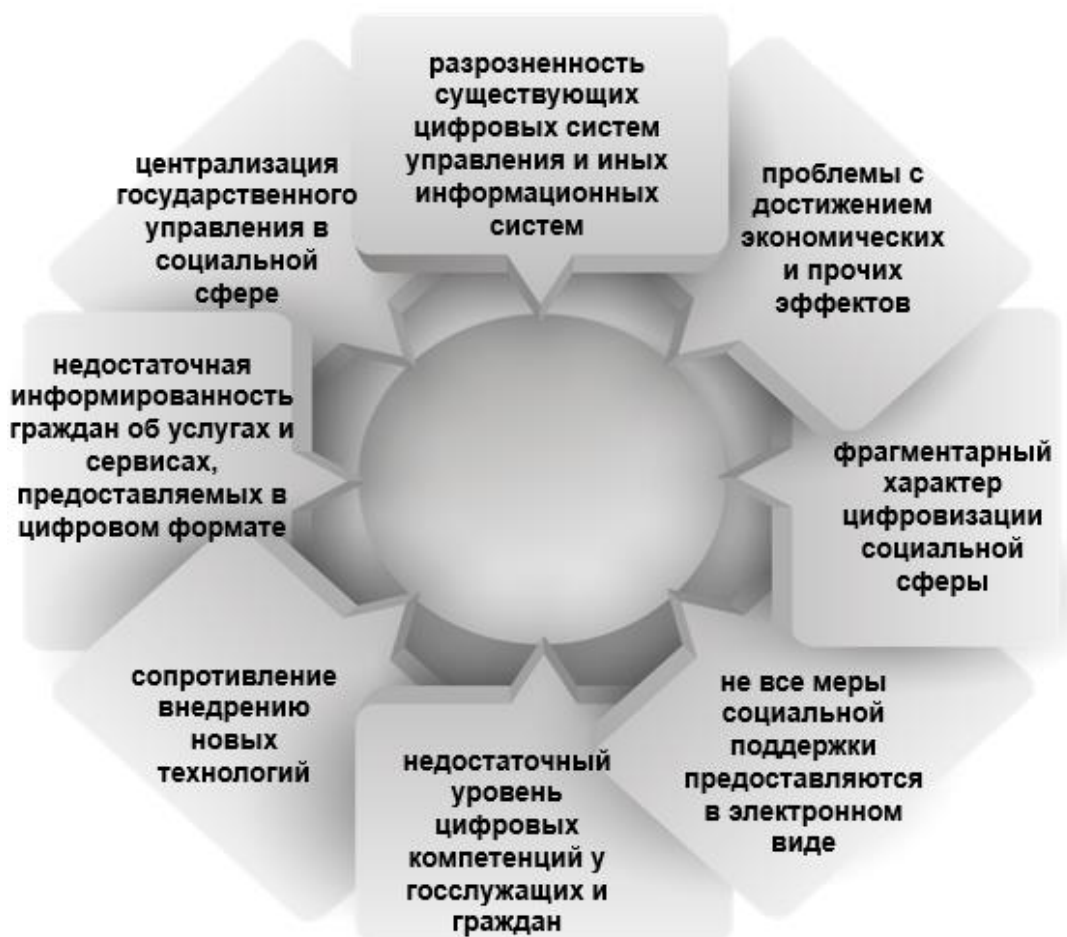 разрозненность
существующих
цифровых систем
управления и иных
информационных
систем
проблемы с
достижением
экономических
и прочих
эффектов
фрагментарный
характер
цифровизации
социальной
сферы
не все меры
социальной
поддержки
предоставляются
в электронном
виде
недостаточный
уровень
цифровых
компетенций у
госслужащих и
граждан
сопротивление
внедрению
новых
технологий
недостаточная
информированность
граждан об услугах и
сервисах,
предоставляемых в
цифровом формате
централизация
государственного
управления в
социальной
сфере